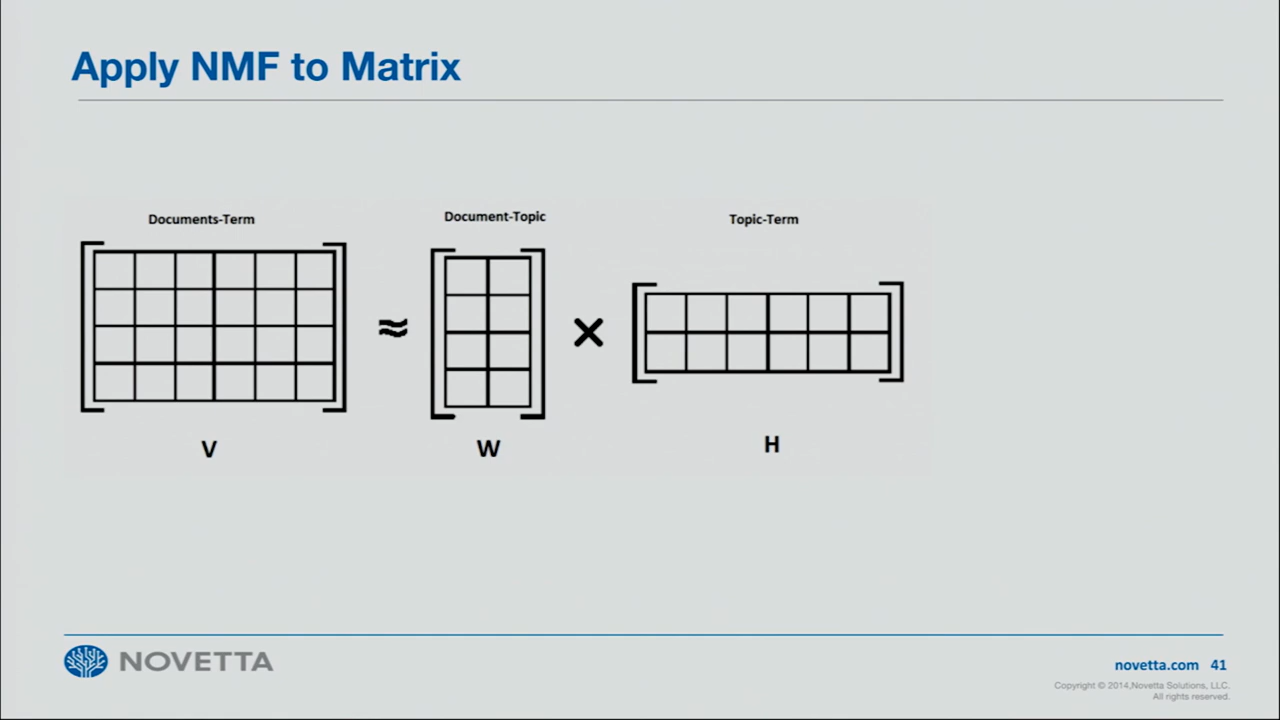 Apply NMF to Matrix
Documents-Term
Document-Topic
Topic-Term
≈
×
V
W
H
NOVETTA
novetta.com 41
Copyright © 2014,Novetta Solutions, LLC.
All rights reserved.